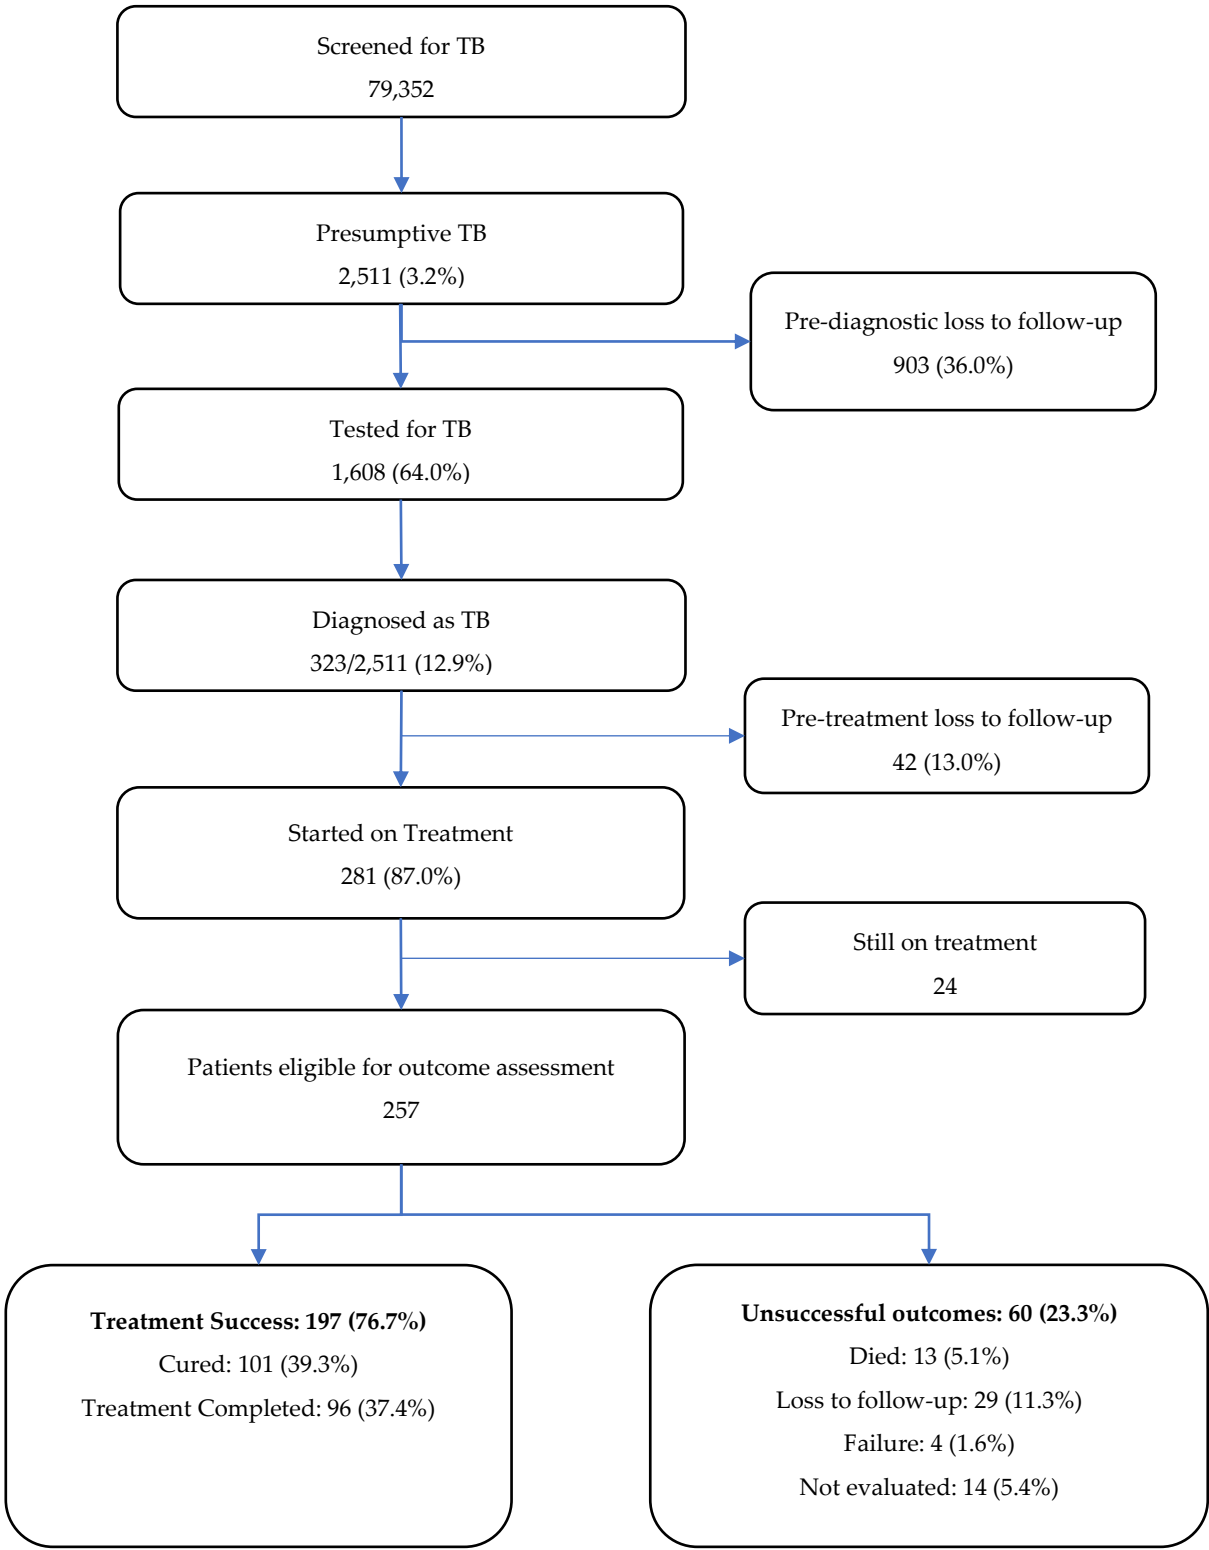 Screened for TB
79,352
Presumptive TB
2,511 (3.2%)
Pre-diagnostic loss to follow-up
903 (36.0%)
Tested for TB
1,608 (64.0%)
Diagnosed as TB
323/2,511 (12.9%)
Pre-treatment loss to follow-up
42 (13.0%)
Started on Treatment
281 (87.0%)
Still on treatment
24
Patients eligible for outcome assessment
257
Treatment Success: 197 (76.7%)
Cured: 101 (39.3%)
Treatment Completed: 96 (37.4%)
Unsuccessful outcomes: 60 (23.3%)
Died: 13 (5.1%)
Loss to follow-up: 29 (11.3%)
Failure: 4 (1.6%)
Not evaluated: 14 (5.4%)